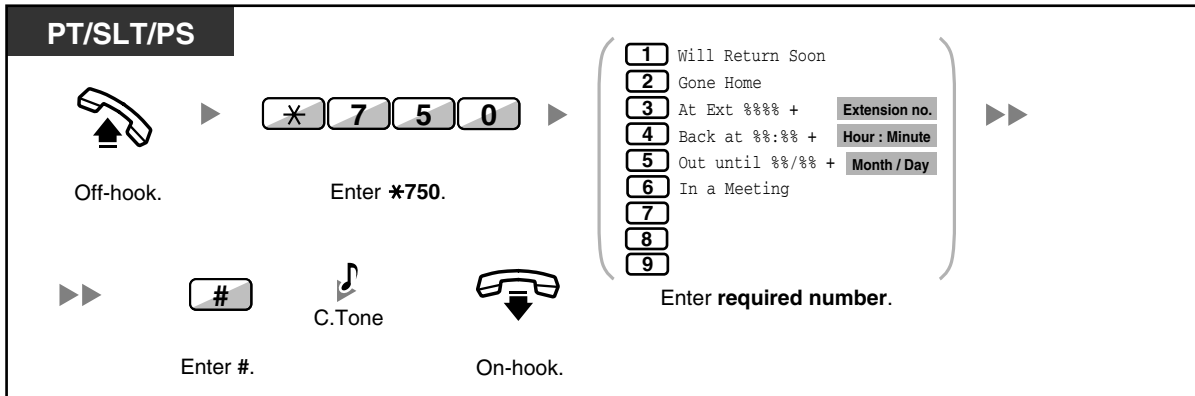 PT/SLT/PS
1 Will Return Soon
2 Gone Home
3 At Ext %%%% + Extension no.
4 Back at %%:%% + Hour : Minute
5 Out until %%/%% + Month / Day
6 In a Meeting
7
8
9
✳ 7 5 0
Off-hook.
Enter ✳750.
Enter required number.
#
C.Tone
Enter #.
On-hook.